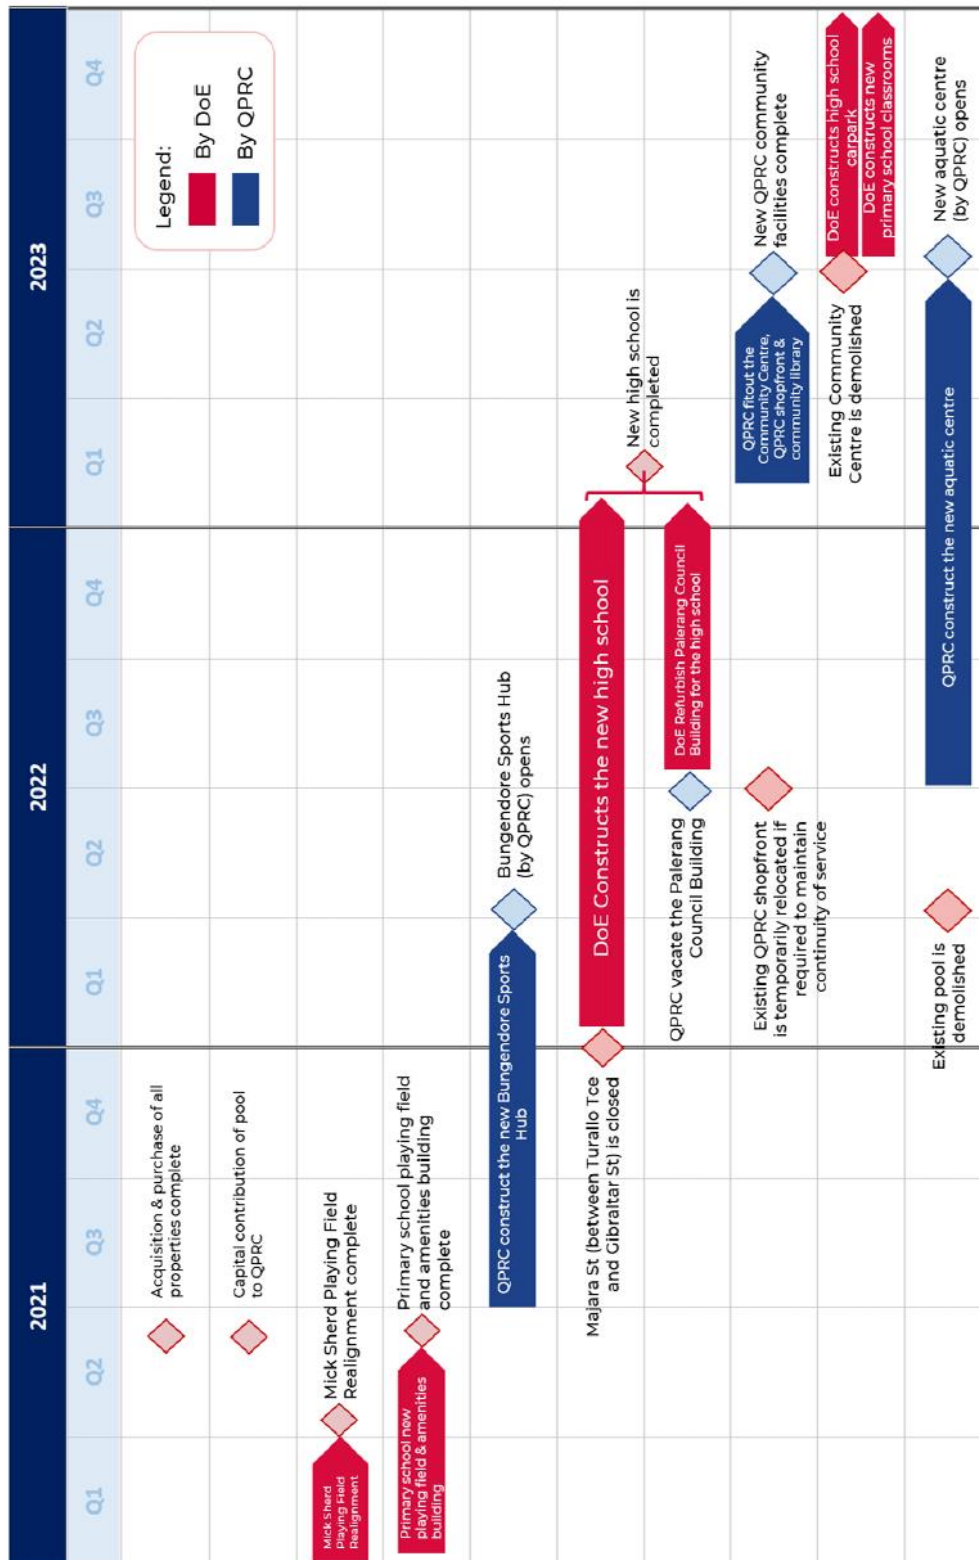 2021
2022
2023
Q1
Q2
Q3
Q4
Q1
Q2
Q3
Q4
Q1
Q2
Q3
Q4
Legend:
By DoE
By QPRC
Acquisition & purchase of all
properties complete
Capital contribution of pool
to QPRC
Mick Sherd
Playing Field
Realignment
Mick Sherd Playing Field
Realignment complete
Primary school new
playing field & amenities
building
Primary school playing field
and amenities building
complete
QPRC construct the new Bungendore Sports
Hub
Bungendore Sports Hub
(by QPRC) opens
Majara St (between Turallo Tce
and Gibraltar St) is closed
DoE Constructs the new high school
New high school is
completed
QPRC vacate the Palerang
Council Building
DoE Refurbish Palerang Council
Building for the high school
Existing QPRC shopfront
is temporarily relocated if
required to maintain
continuity of service
QPRC fitout the
Community Centre,
QPRC shopfront &
community library
New QPRC community
facilities complete
Existing Community
Centre is demolished
DoE constructs high school
carpark
DoE constructs new
primary school classrooms
Existing pool is
demolished
QPRC construct the new aquatic centre
New aquatic centre
(by QPRC) opens